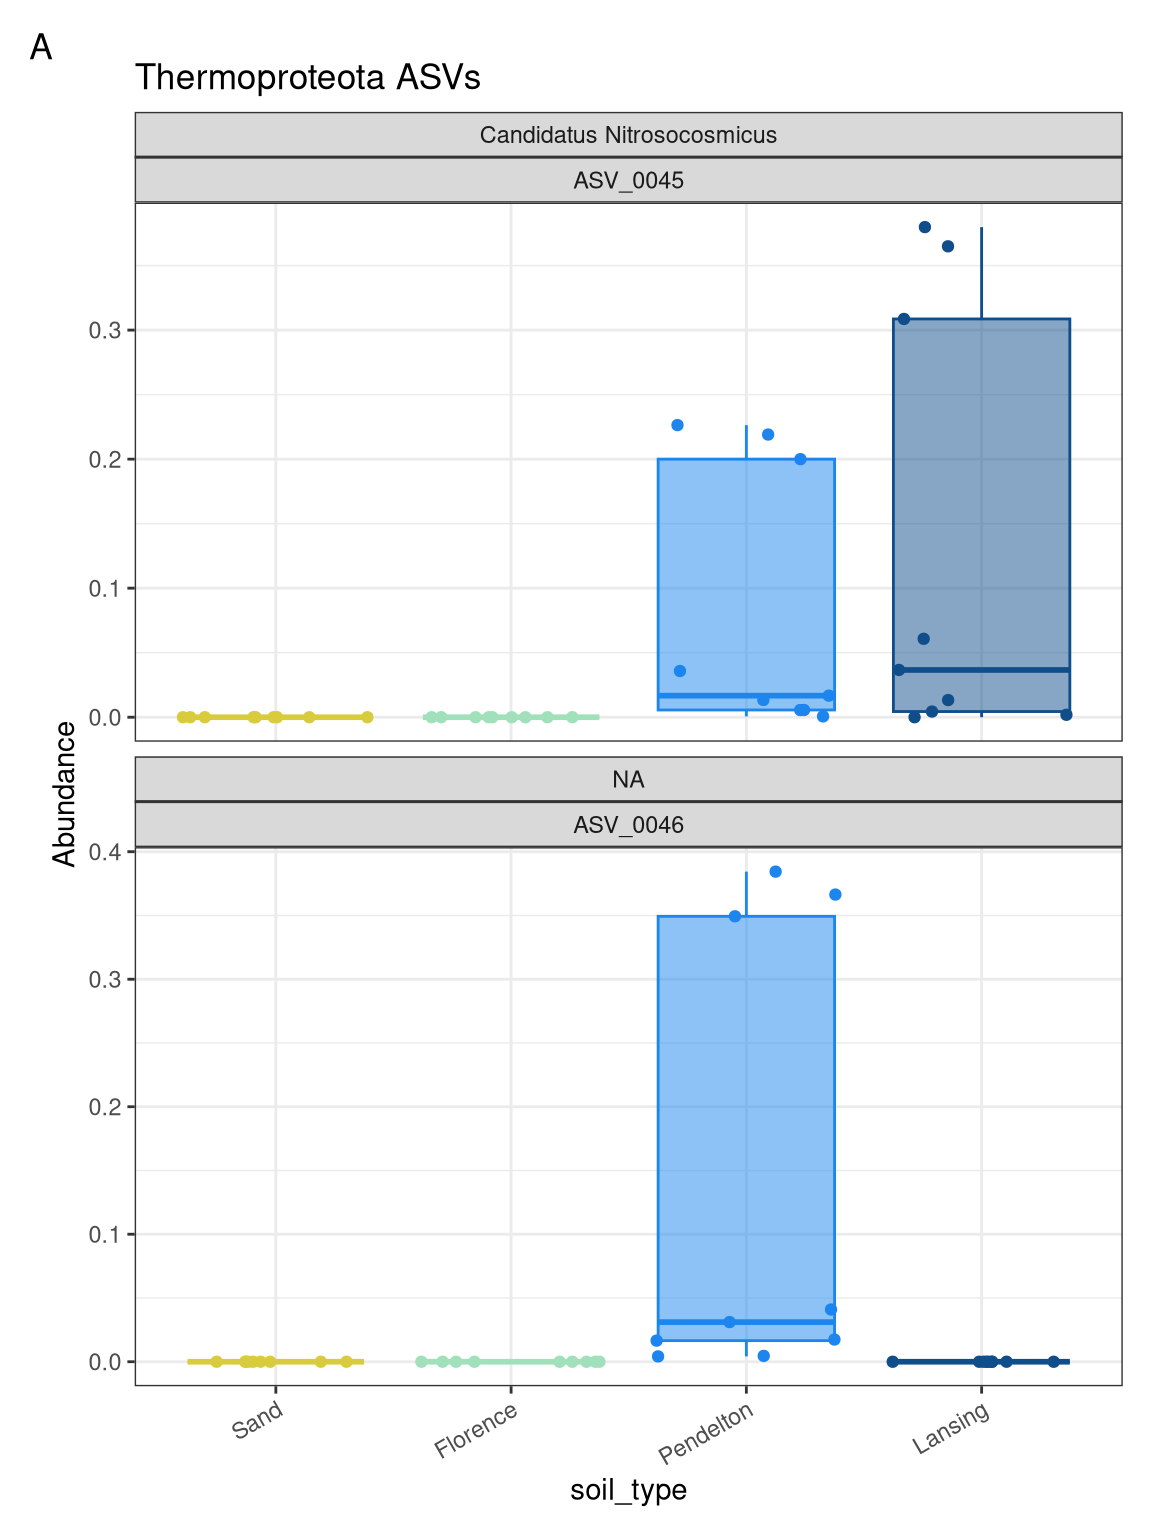 A
Thermoproteota ASVs
Candidatus Nitrosocosmicus
ASV_0045
0.3
0.2
0.1
0.0
Abundance
NA
ASV_0046
0.4
0.3
0.2
0.1
0.0
Sand
Florence
Pendelton
Lansing
soil_type